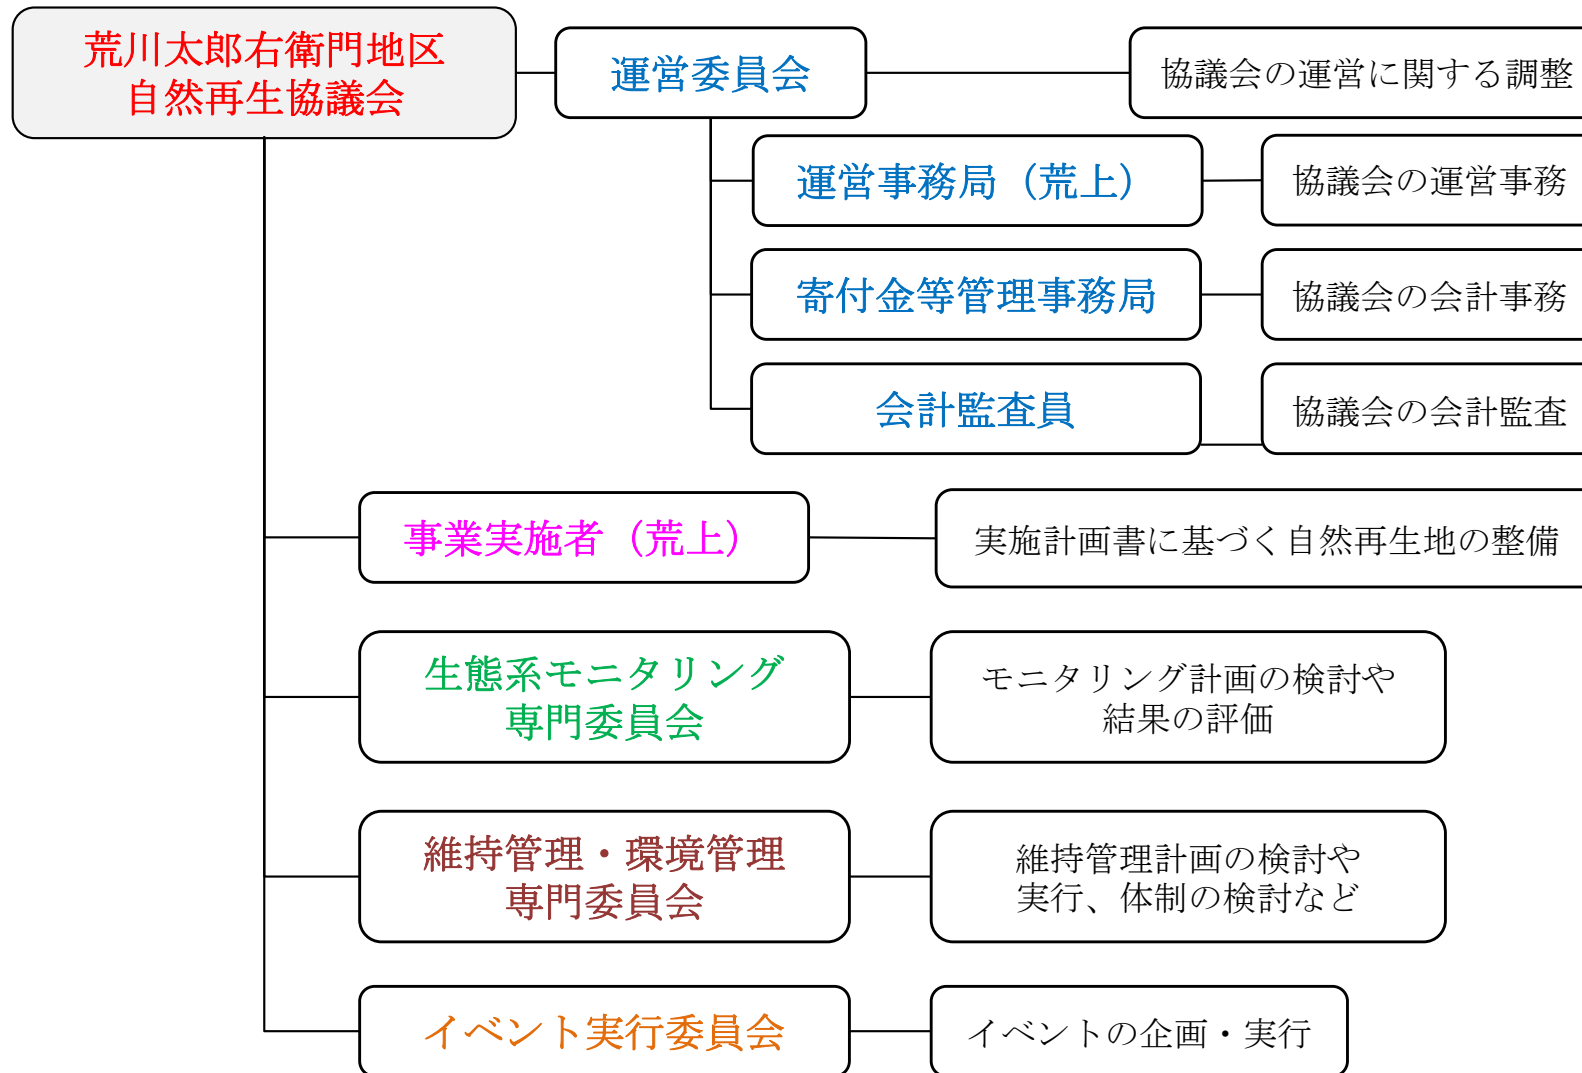 荒川太郎右衛門地区
自然再生協議会
運営委員会
協議会の運営に関する調整
運営事務局（荒上）
協議会の運営事務
寄付金等管理事務局
協議会の会計事務
会計監査員
協議会の会計監査
事業実施者（荒上）
実施計画書に基づく自然再生地の整備
生態系モニタリング
専門委員会
モニタリング計画の検討や
結果の評価
維持管理・環境管理
専門委員会
維持管理計画の検討や
実行、体制の検討など
イベント実行委員会
イベントの企画・実行